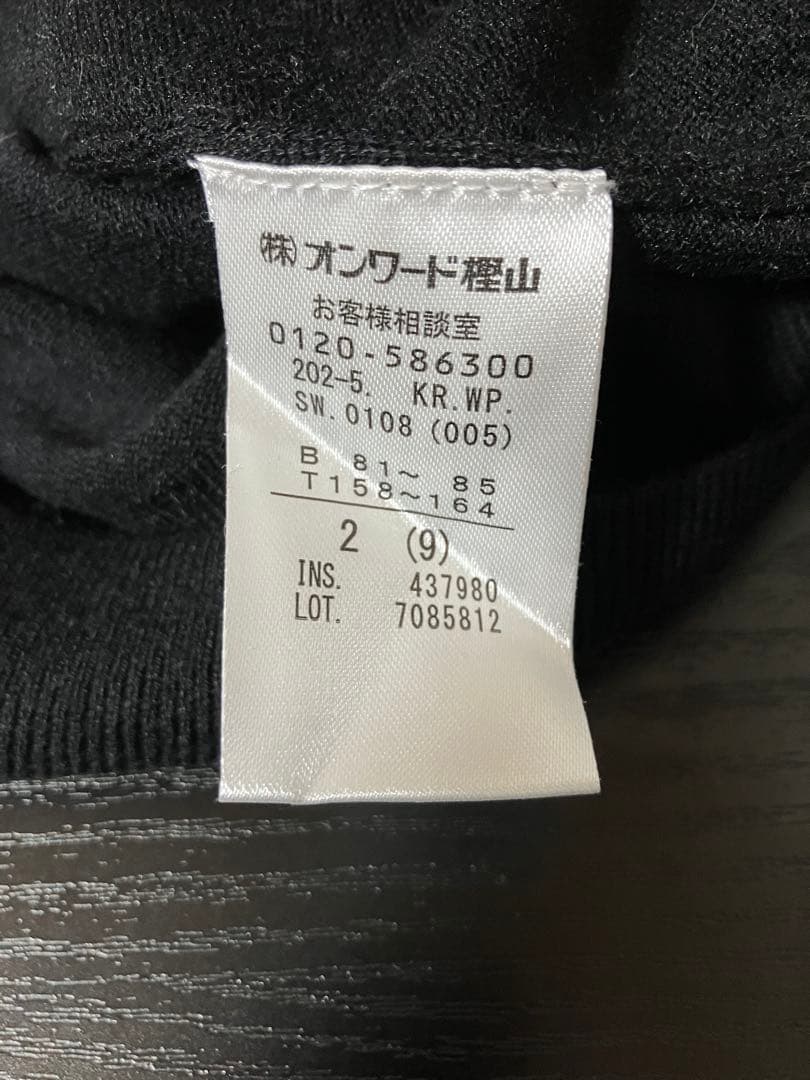 ㈱オンワード樫山
お客様相談室
0120-586300
202-5. KR.WP.
SW.0108 (005)
B 81~ 85
T158~164
2 (9)
INS. 437980
LOT. 7085812